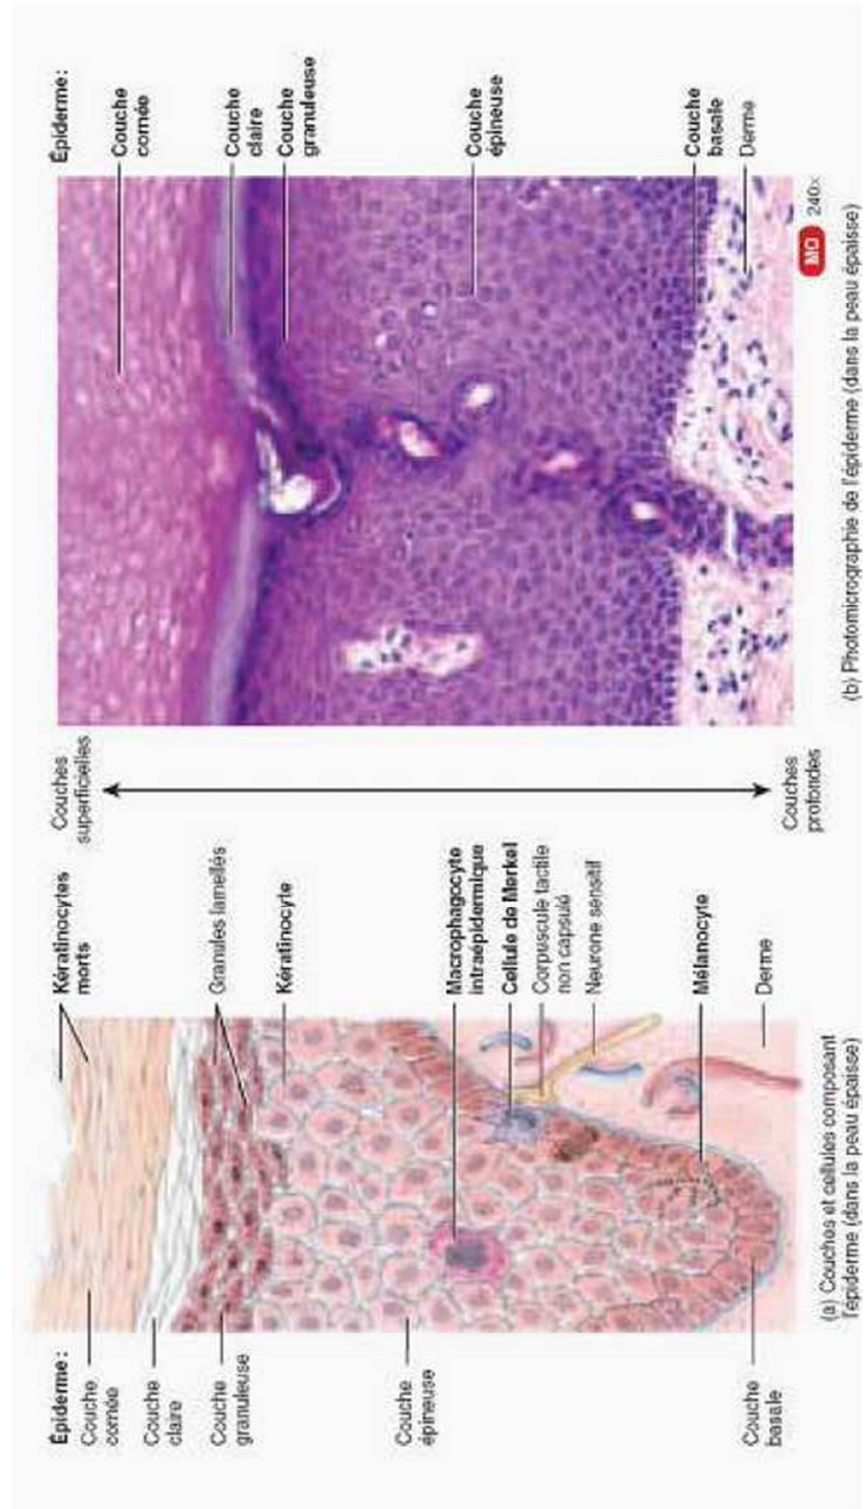 Épiderme :
Couche
cornée
Couche
claire
Couche
granuleuse
Couche
épineuse
Couche
basale
Kératinocytes
morts
Granules lamellés
Kératinocyte
Macrophagocyte
intraépidermique
Cellule de Merkel
Corpuscule tactile
non capsulé
Neurone sensitif
Mélanocyte
Derme
(a) Couches et cellules composant
l'épiderme (dans la peau épaisse)
Couches
superficielles
Couches
profondes
Épiderme :
Couche
cornée
Couche
claire
Couche
granuleuse
Couche
épineuse
Couche
basale
Derme
MO 240×
(b) Photomicrographie de l'épiderme (dans la peau épaisse)